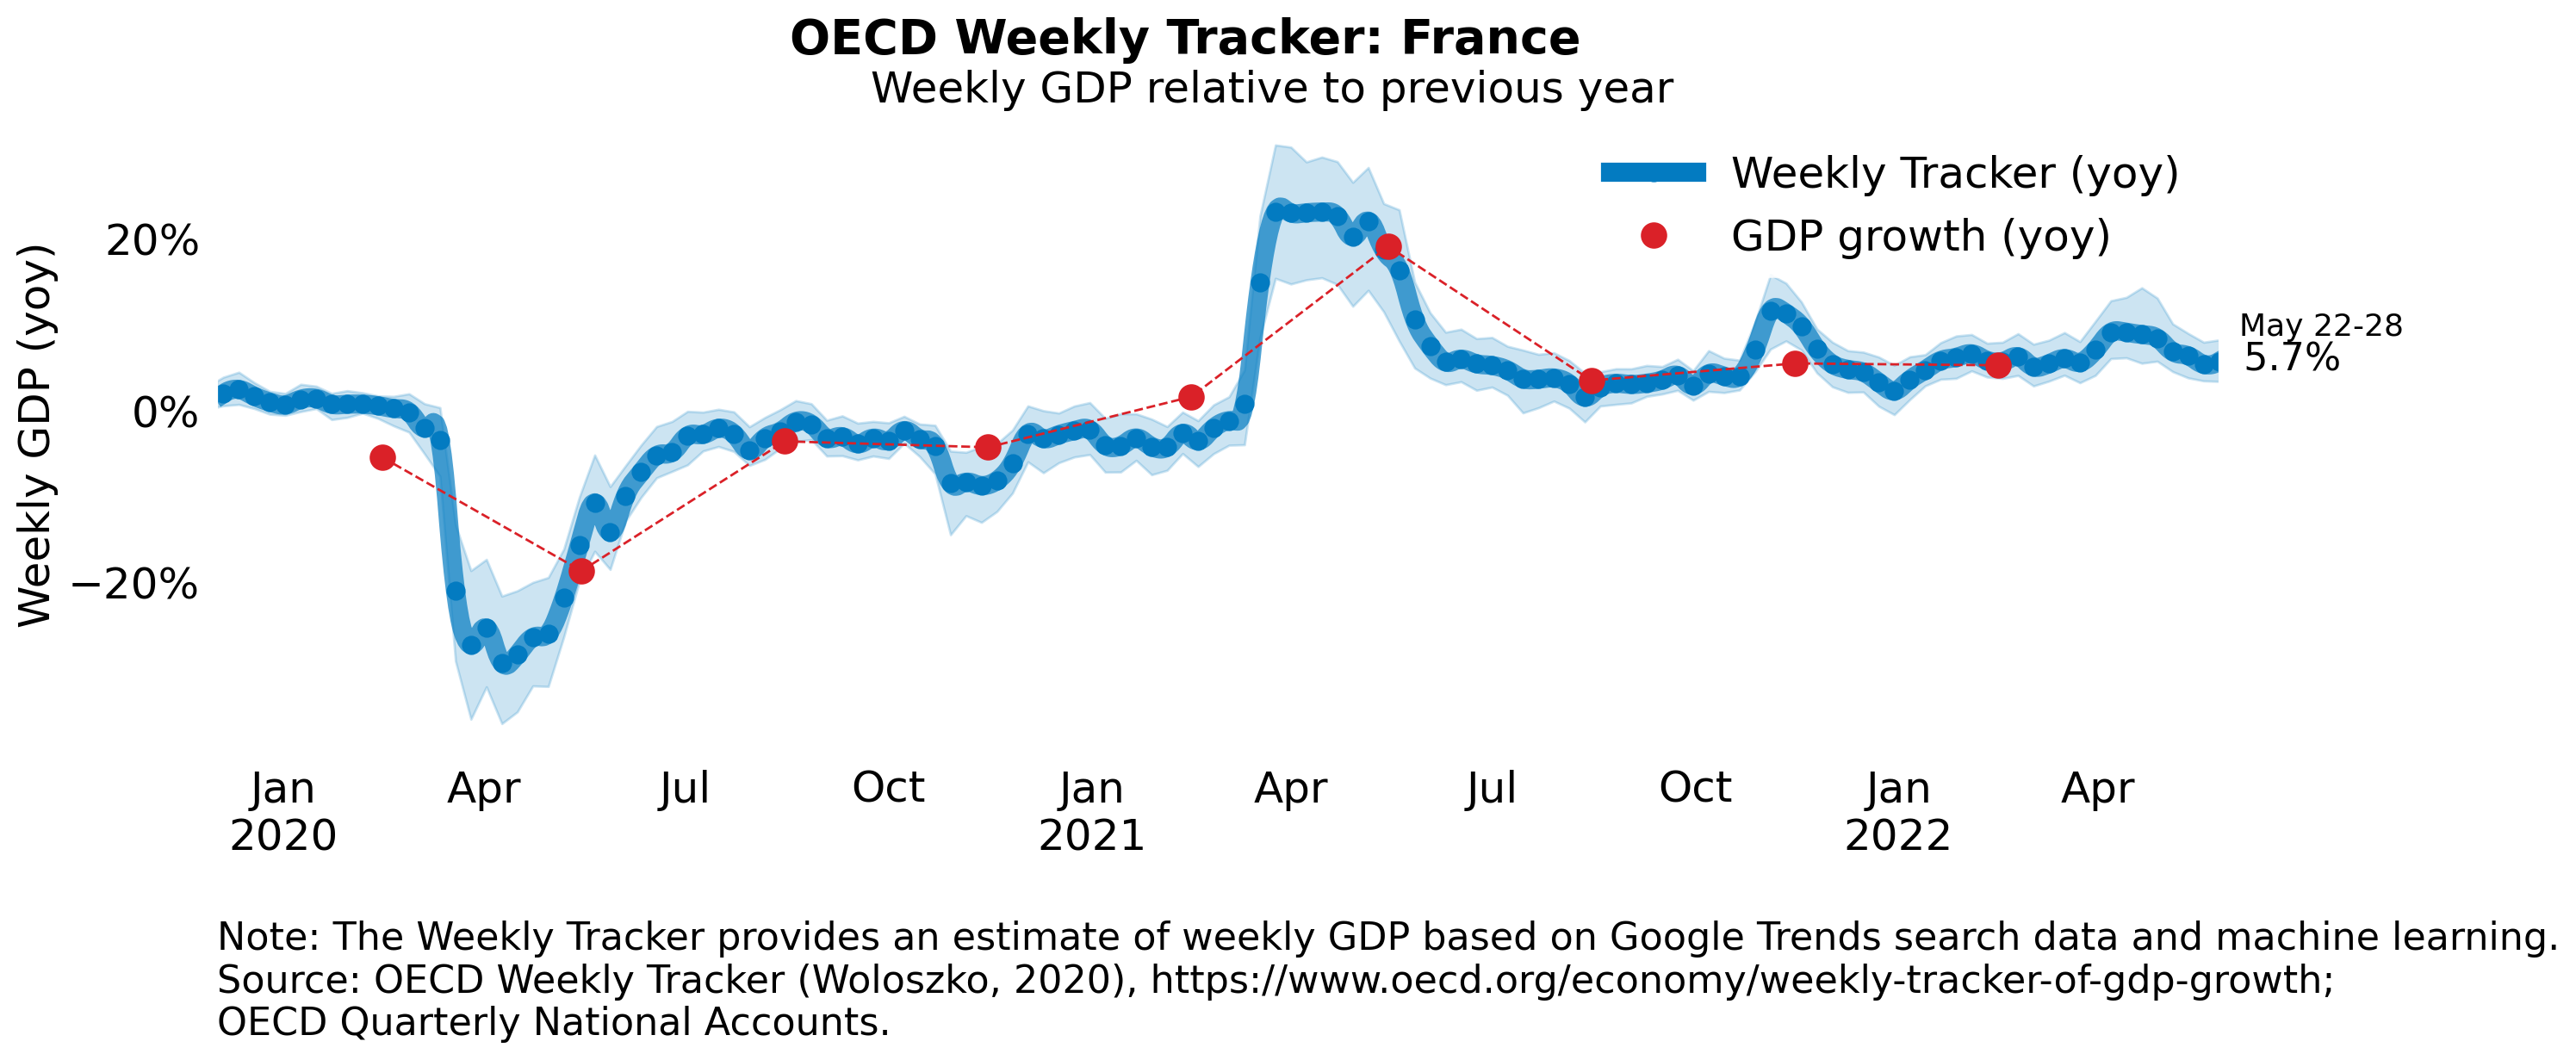 OECD Weekly Tracker: France
Weekly GDP relative to previous year
Weekly Tracker (yoy)
GDP growth (yoy)
Weekly GDP (yoy)
20%
0%
−20%
May 22-28
5.7%
Jan Apr Jul Oct Jan Apr Jul Oct Jan Apr
2020 2021 2022
Note: The Weekly Tracker provides an estimate of weekly GDP based on Google Trends search data and machine learning.
Source: OECD Weekly Tracker (Woloszko, 2020), https://www.oecd.org/economy/weekly-tracker-of-gdp-growth;
OECD Quarterly National Accounts.